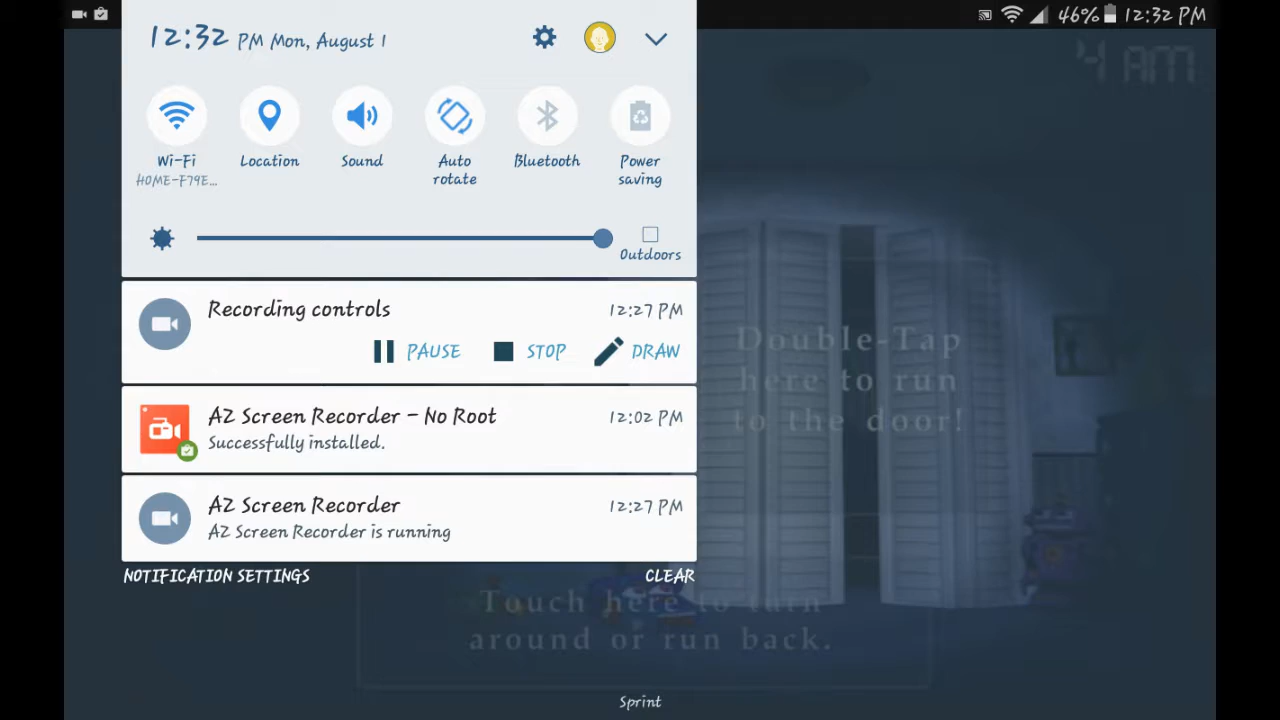 46% 12:32 PM
12:32 PM Mon, August 1
4 AM
Wi-Fi
HOME-F79E...
Location
Sound
Auto
rotate
Bluetooth
Power
saving
Outdoors
Recording controls 12:27 PM
PAUSE STOP DRAW
AZ Screen Recorder - No Root 12:02 PM
Successfully installed.
AZ Screen Recorder 12:27 PM
AZ Screen Recorder is running
NOTIFICATION SETTINGS CLEAR
Double-Tap
here to run
to the door!
Touch here to turn
around or run back.
Sprint